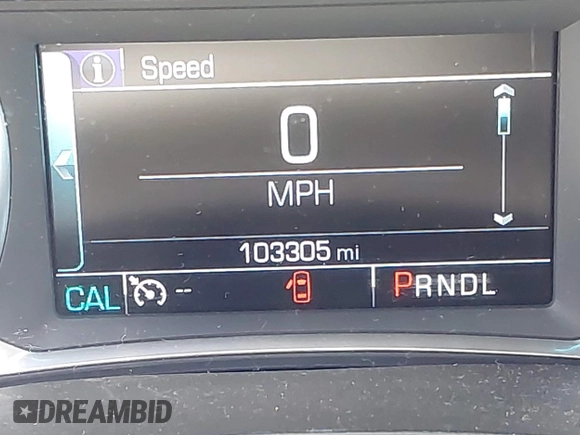 i Speed
0
MPH
103305 mi
CAL -- PRNDL
DREAMBID